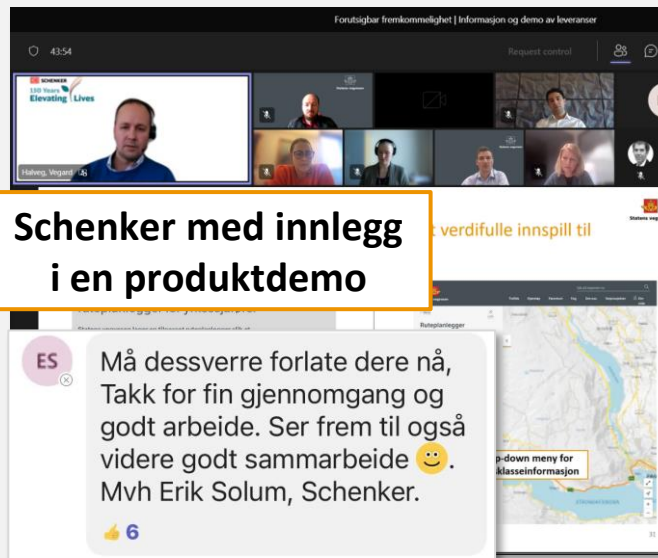 Forutsigbar fremkommelighet | Informasjon og demo av leveranser
43:54
Request control
SCHENKER
150 Years
Elevating Lives
Statens vegvesen
Halveg, Vegard
Schenker med innlegg
i en produktdemo
verdifulle innspill til
Statens veg
Ruteplanlegger
ES
Må dessverre forlate dere nå,
Takk for fin gjennomgang og
godt arbeide. Ser frem til også
videre godt sammarbeide 🙂.
Mvh Erik Solum, Schenker.
👍 6
p-down meny for
klasseinformasjon
31